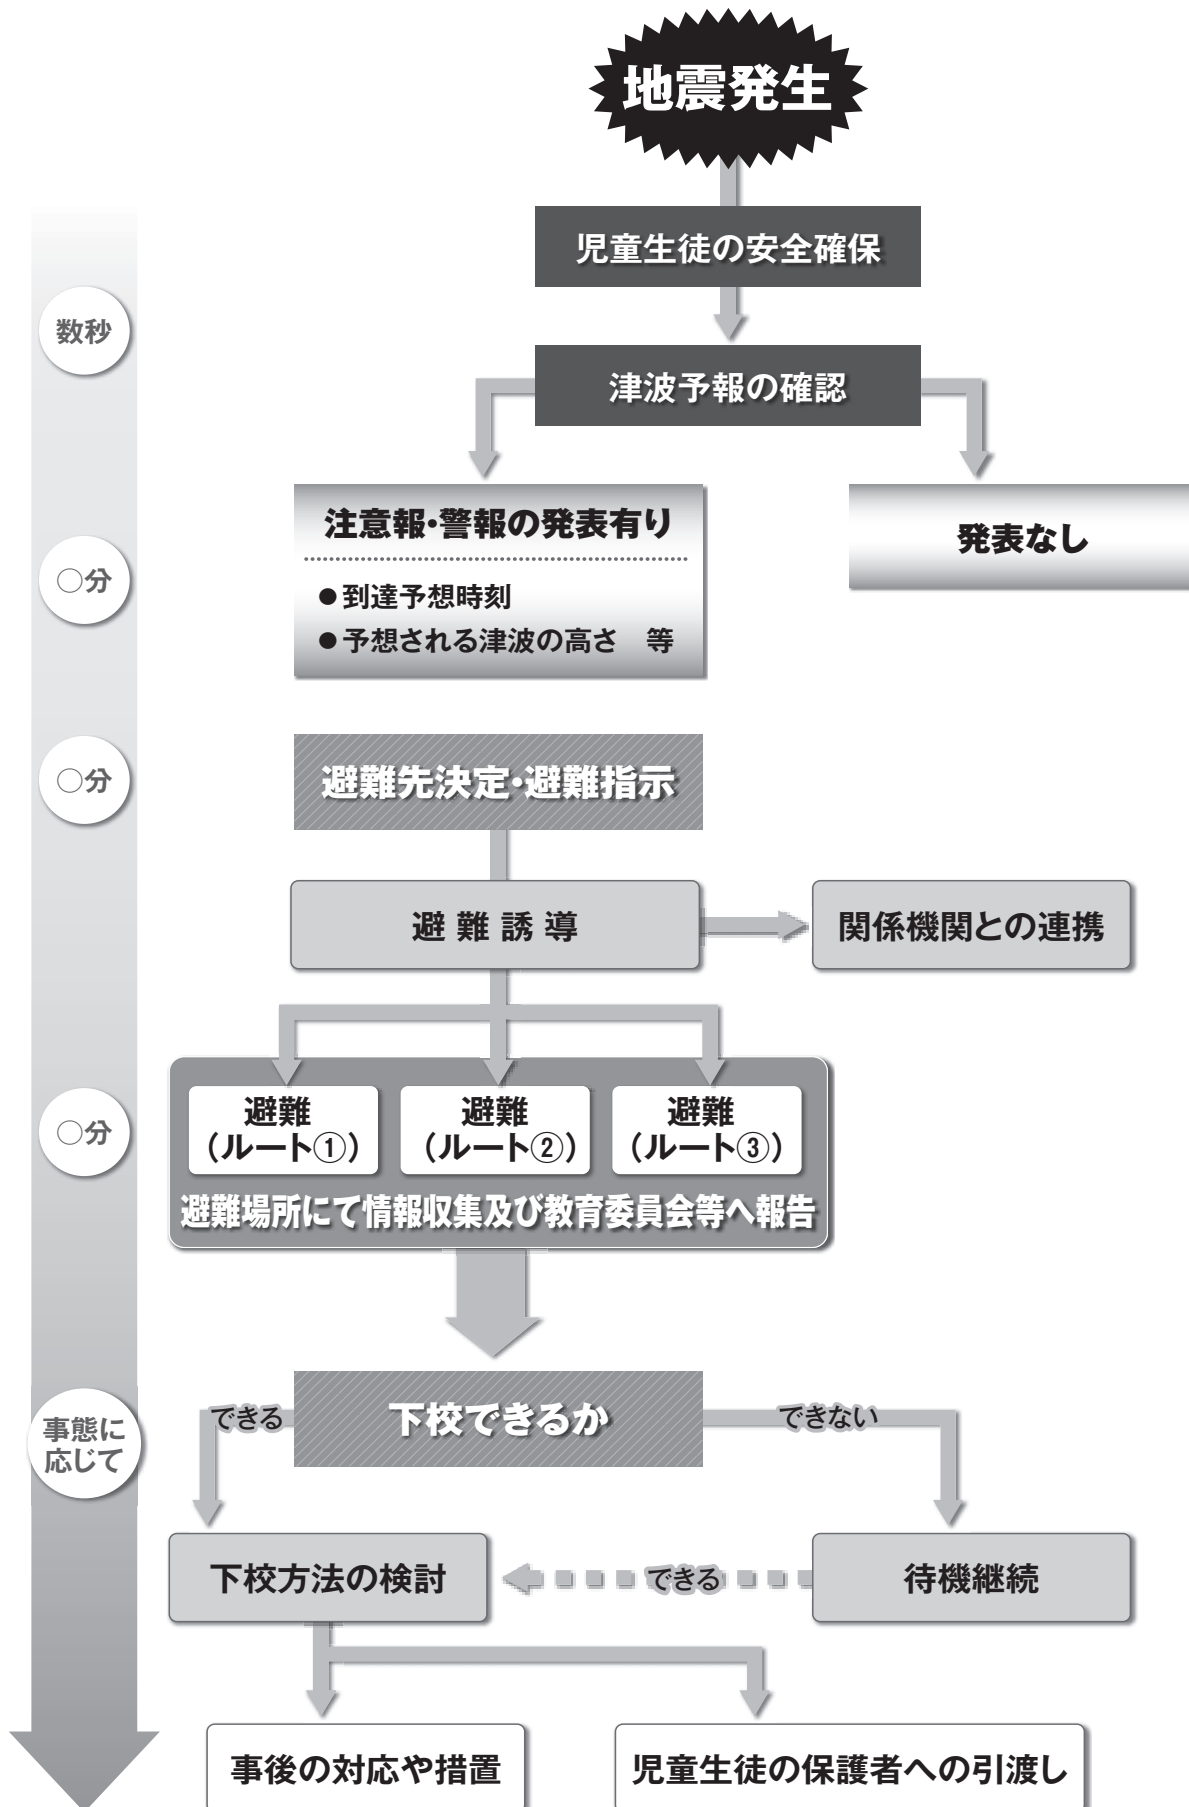 地震発生
児童生徒の安全確保
数秒
津波予報の確認
注意報・警報の発表有り
●到達予想時刻
●予想される津波の高さ　等
発表なし
○分
○分
避難先決定・避難指示
避難誘導
関係機関との連携
○分
避難
（ルート①）
避難
（ルート②）
避難
（ルート③）
避難場所にて情報収集及び教育委員会等へ報告
事態に
応じて
できる
下校できるか
できない
下校方法の検討
できる
待機継続
事後の対応や措置
児童生徒の保護者への引渡し